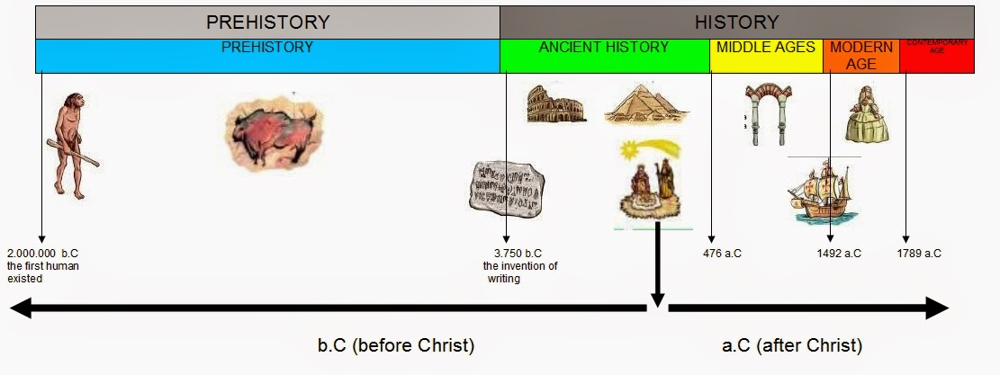 PREHISTORY
HISTORY
PREHISTORY
ANCIENT HISTORY
MIDDLE AGES
MODERN
AGE
CONTEMPORARY
AGE
2.000.000 b.C
the first human
existed
3.750 b.C
the invention of
writing
476 a.C
1492 a.C
1789 a.C
b.C (before Christ)
a.C (after Christ)